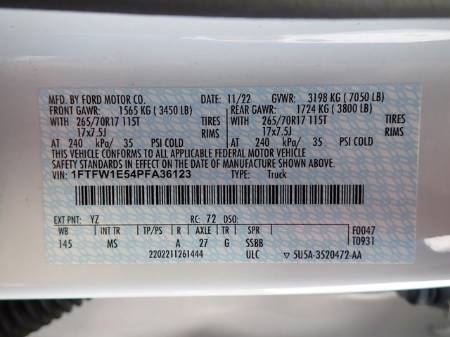 MFD. BY FORD MOTOR CO.
DATE: 11/22 GVWR: 3198 KG ( 7050 LB)
FRONT GAWR: 1565 KG ( 3450 LB) REAR GAWR: 1724 KG ( 3800 LB)
WITH 265/70R17 115T WITH 265/70R17 115T
17x7.5J 17x7.5J
AT 240 kPa/ 35 PSI COLD AT 240 kPa/ 35 PSI COLD
THIS VEHICLE CONFORMS TO ALL APPLICABLE FEDERAL MOTOR VEHICLE
SAFETY AND THEFT PREVENTION STANDARDS IN EFFECT ON THE DATE OF MANUFACTURE SHOWN ABOVE.
VIN: 1FTFW1E54PFA36123 TYPE: Truck
EXT PNT: YZ RC: 72 DSO:
WB INT TR TP/PS R AXLE TR SPR F0047
145 MS A 27 G SSBB T0931
2202211261444 ULC 5U5A-3520472-AA